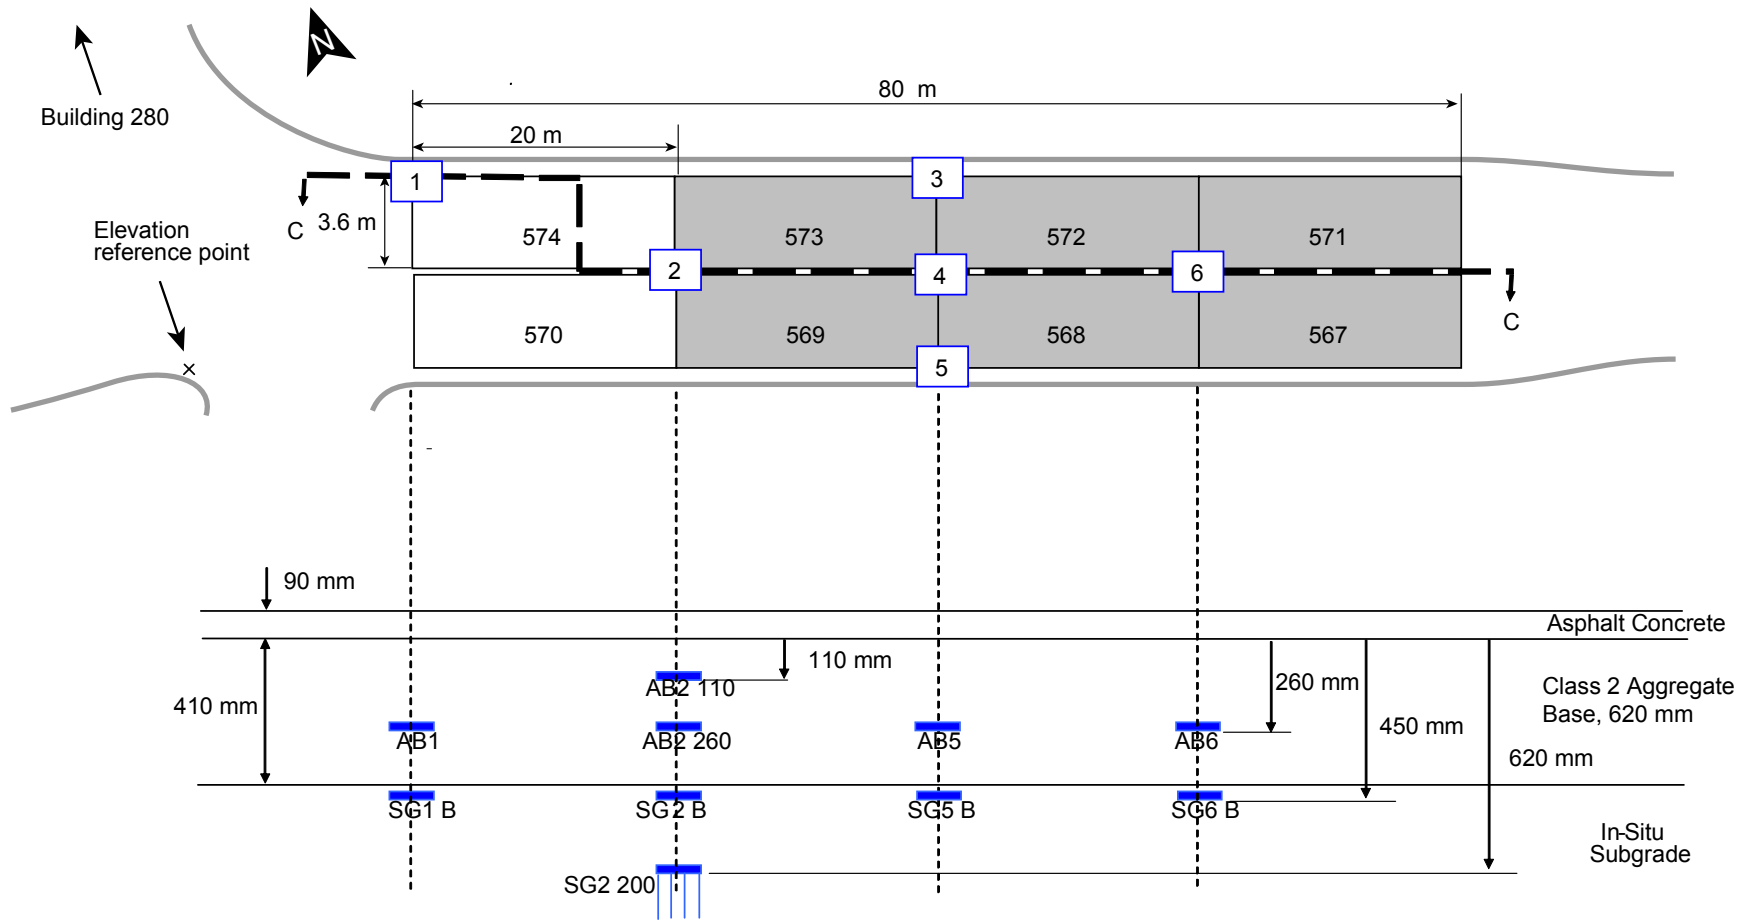 N
80 m
Building 280
20 m
1
3
C
3.6 m
574
573
572
571
Elevation
reference point
2
4
6
570
569
568
567
C
5
90 mm
Asphalt Concrete
110 mm
410 mm
AB2 110
260 mm
Class 2 Aggregate
Base, 620 mm
450 mm
AB1
AB2 260
AB5
AB6
620 mm
SG1 B
SG2 B
SG5 B
SG6 B
In-Situ
Subgrade
SG2 200